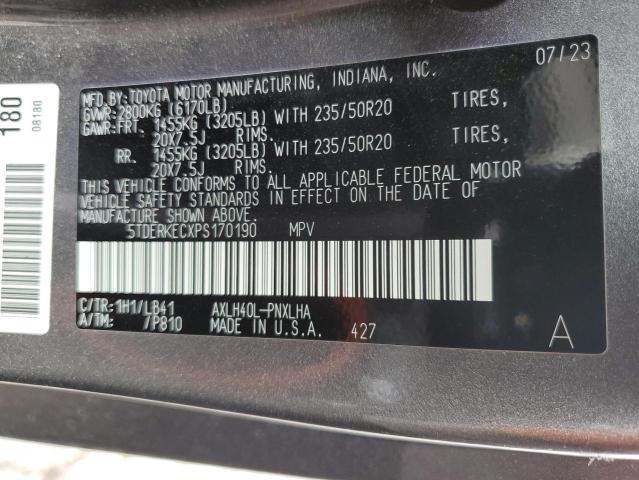 180
08180
07/23
MFD. BY: TOYOTA MOTOR MANUFACTURING, INDIANA, INC.
GVWR: 2800KG (6170LB)
GAWR: FRT. 1455KG (3205LB) WITH 235/50R20 TIRES,
20X7.5J RIMS.
RR. 1455KG (3205LB) WITH 235/50R20 TIRES,
20X7.5J RIMS.
THIS VEHICLE CONFORMS TO ALL APPLICABLE FEDERAL MOTOR
VEHICLE SAFETY STANDARDS IN EFFECT ON THE DATE OF
MANUFACTURE SHOWN ABOVE.
5TDERKECXPS170190 MPV
C/TR: 1H1/LB41 AXLH40L-PNXLHA
A/TM: /P810 MADE IN U.S.A. 427
A